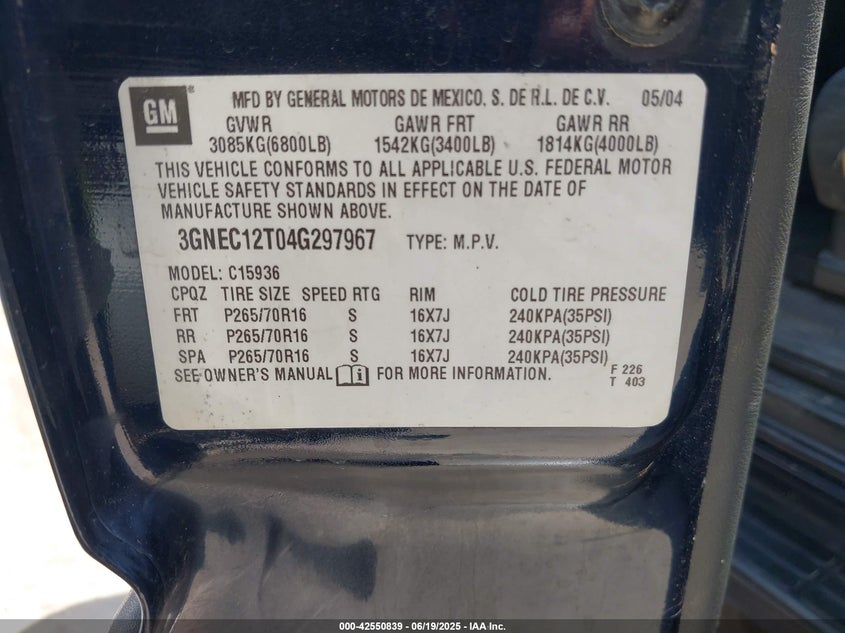 GM
MFD BY GENERAL MOTORS DE MEXICO, S. DE R.L. DE C.V. 05/04
GVWR GAWR FRT GAWR RR
3085KG(6800LB) 1542KG(3400LB) 1814KG(4000LB)
THIS VEHICLE CONFORMS TO ALL APPLICABLE U.S. FEDERAL MOTOR
VEHICLE SAFETY STANDARDS IN EFFECT ON THE DATE OF
MANUFACTURE SHOWN ABOVE.
3GNEC12T04G297967 TYPE: M.P.V.
MODEL: C15936
CPQZ TIRE SIZE SPEED RTG RIM COLD TIRE PRESSURE
FRT P265/70R16 S 16X7J 240KPA(35PSI)
RR P265/70R16 S 16X7J 240KPA(35PSI)
SPA P265/70R16 S 16X7J 240KPA(35PSI)
SEE OWNER'S MANUAL i FOR MORE INFORMATION.
F 226
T 403
000-42550839 - 06/19/2025 - IAA Inc.